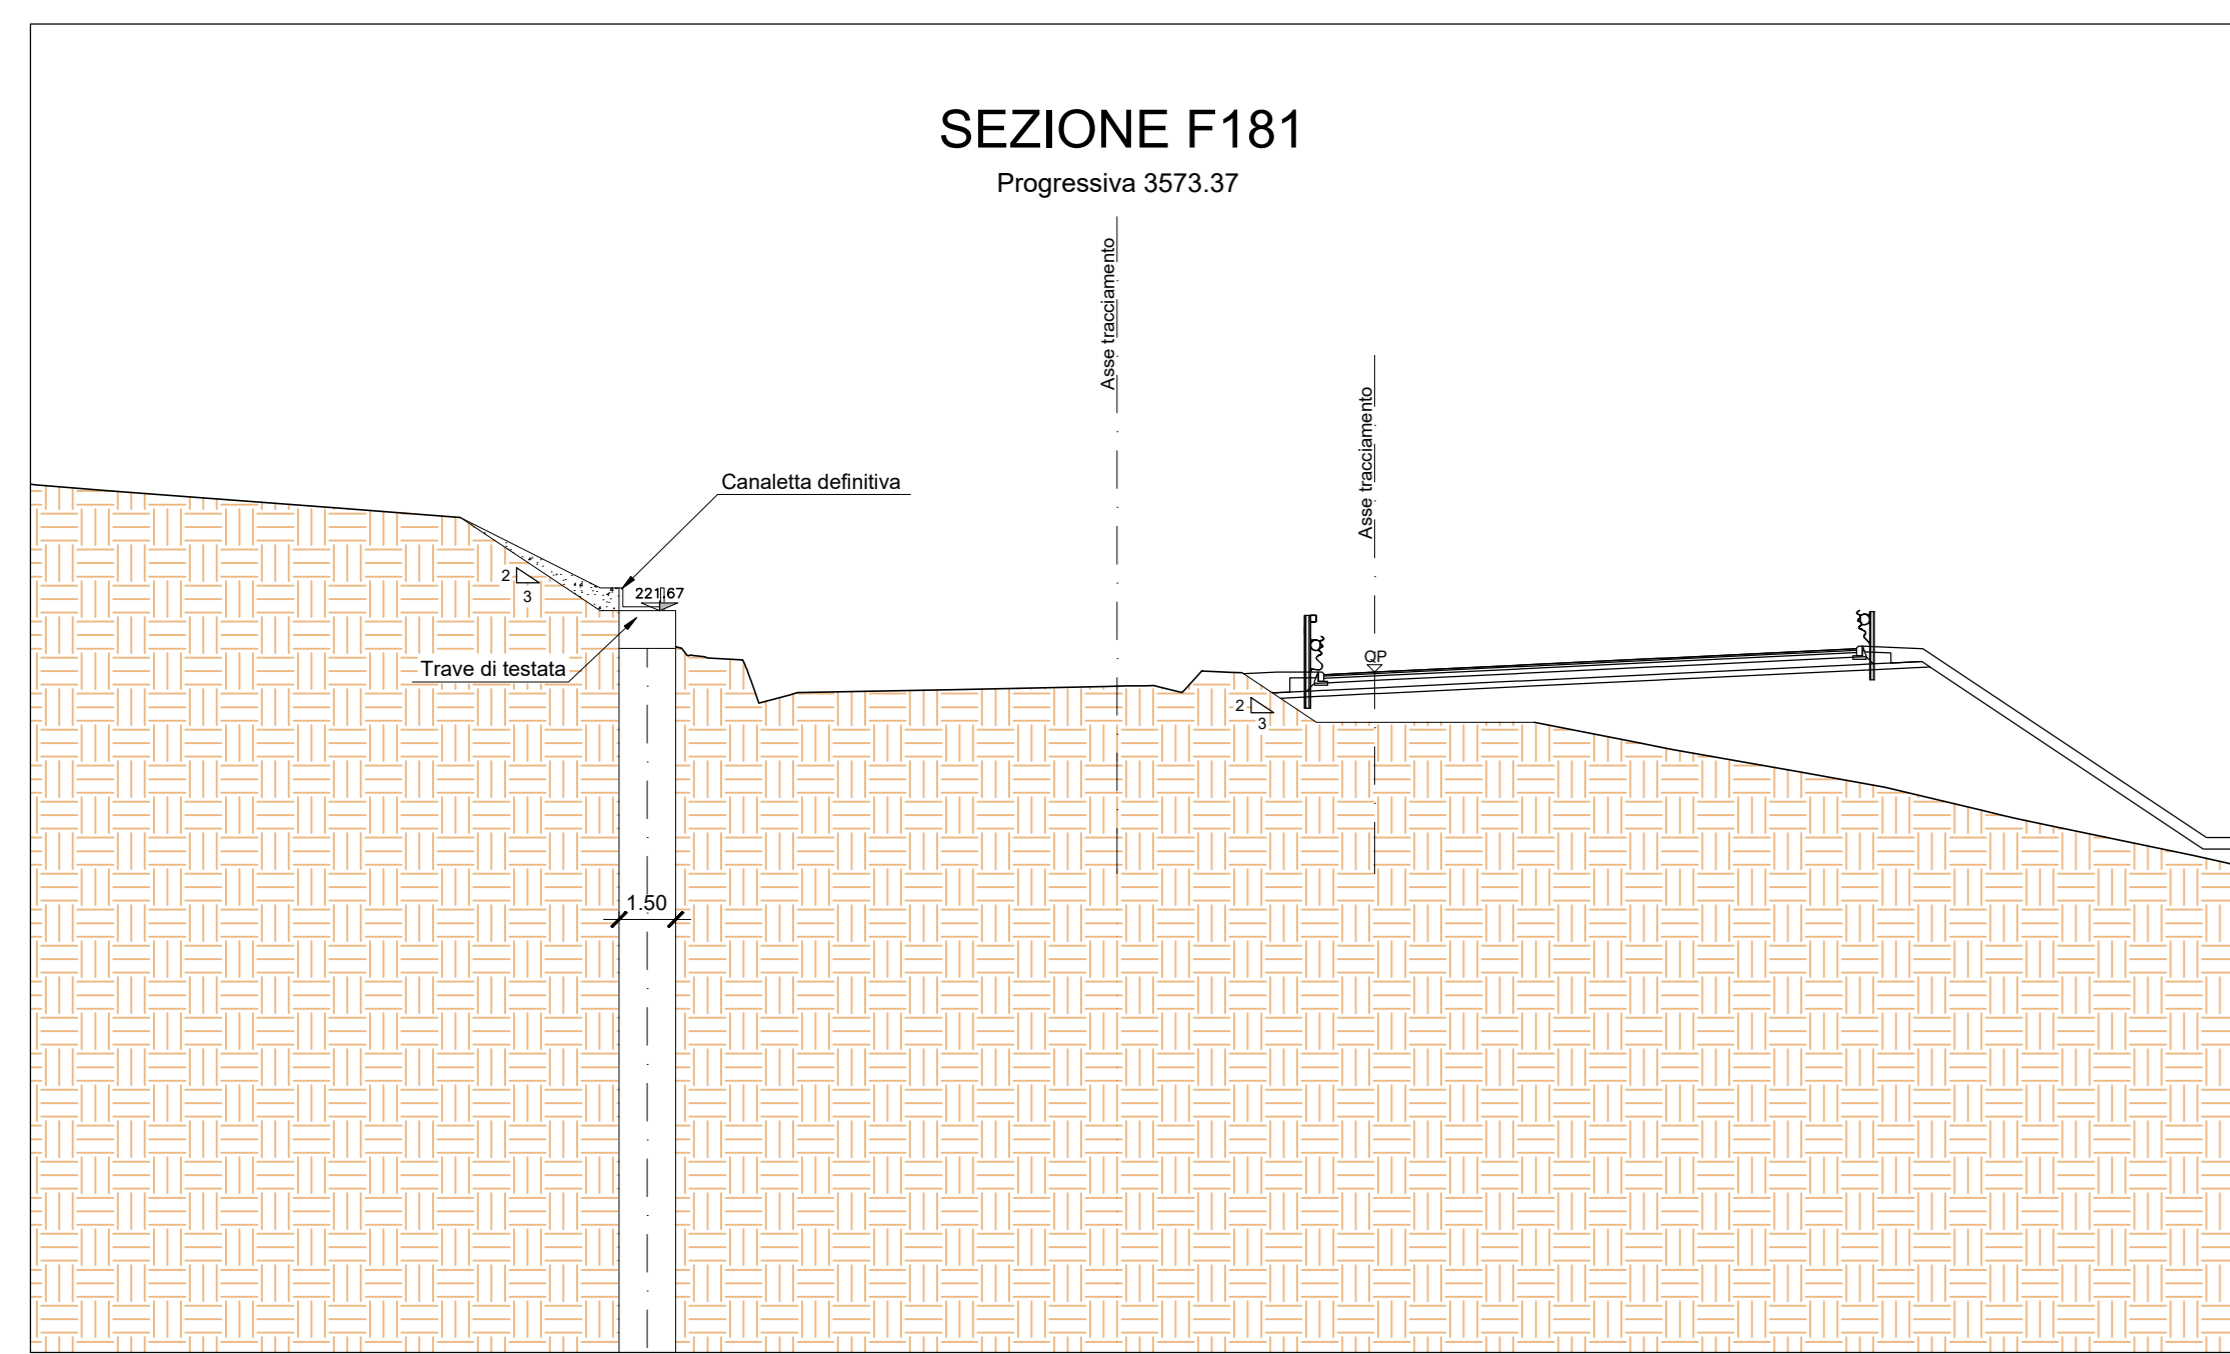 SEZIONE F181
Progressiva 3573.37
Asse tracciamento
Asse tracciamento
Canaletta definitiva
2
3
221.67
Trave di testata
QP
2
3
1.50